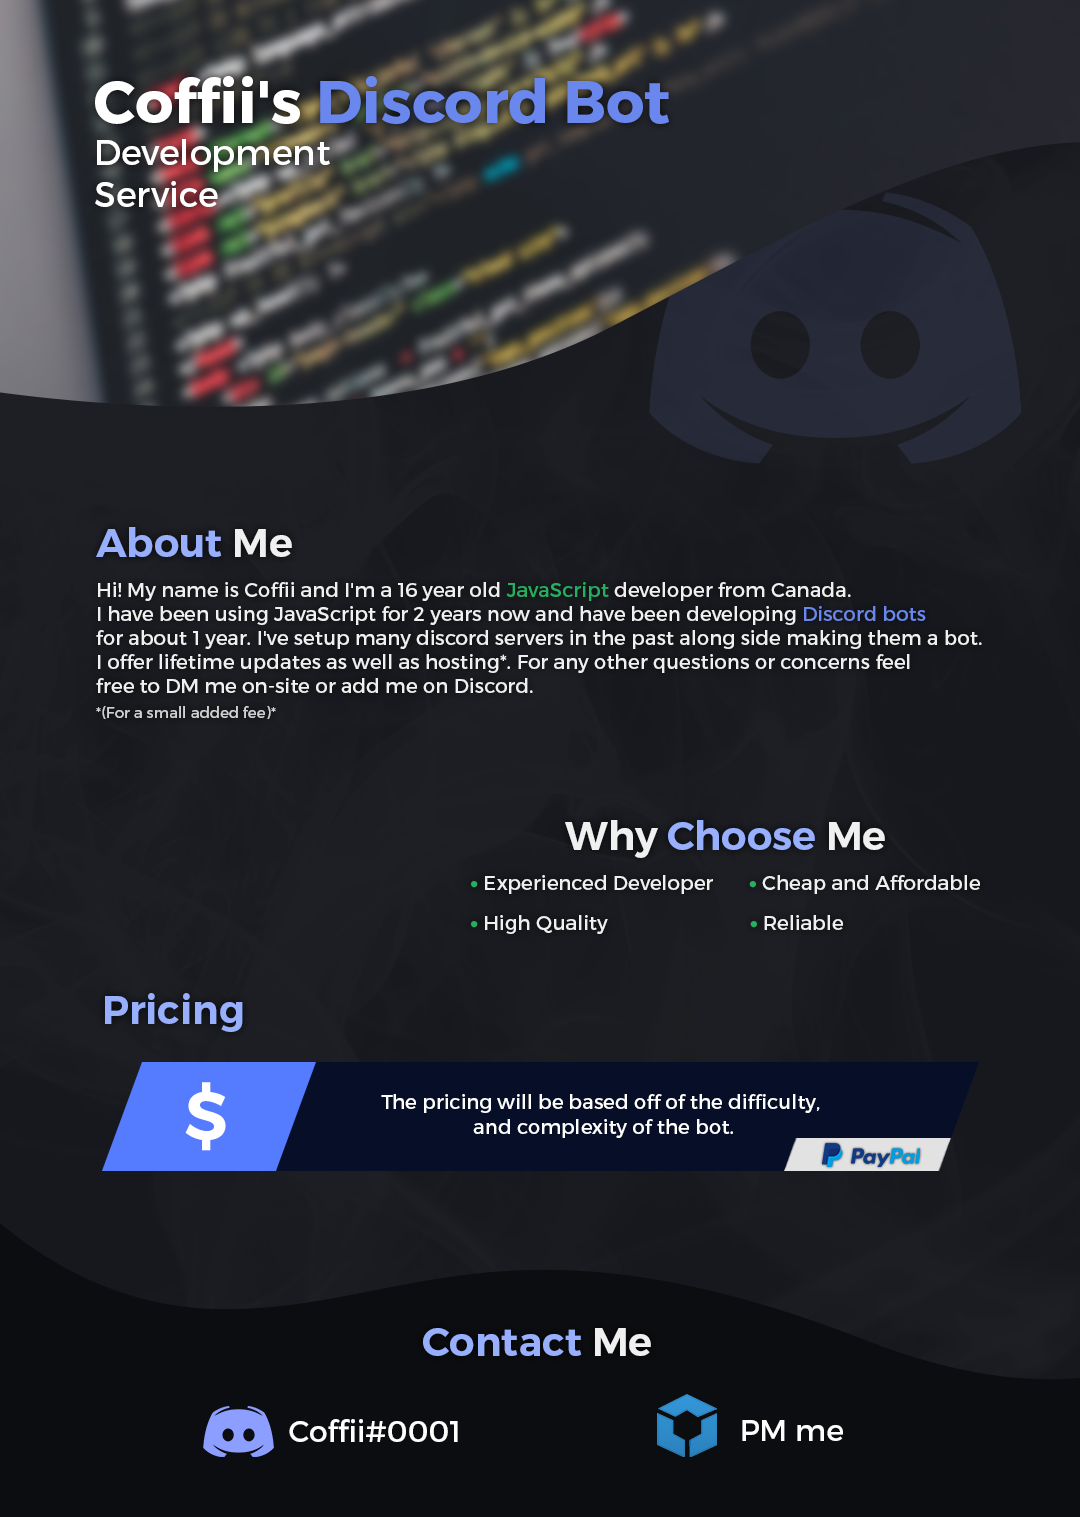 Coffii's Discord Bot
Development
Service
About Me
Hi! My name is Coffii and I'm a 16 year old JavaScript developer from Canada.
I have been using JavaScript for 2 years now and have been developing Discord bots
for about 1 year. I've setup many discord servers in the past along side making them a bot.
I offer lifetime updates as well as hosting*. For any other questions or concerns feel
free to DM me on-site or add me on Discord.
*(For a small added fee)*
Why Choose Me
• Experienced Developer
• Cheap and Affordable
• High Quality
• Reliable
Pricing
$
The pricing will be based off of the difficulty,
and complexity of the bot.
PayPal
Contact Me
Coffii#0001
PM me